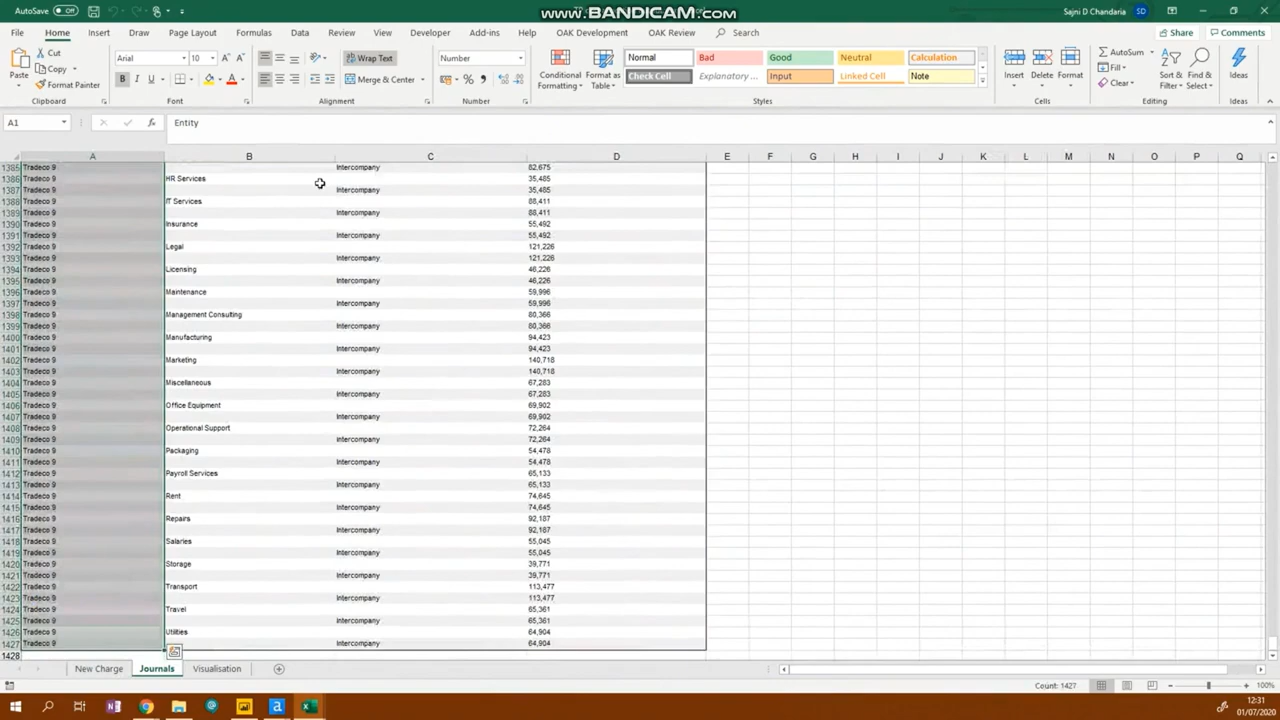 AutoSave Off
www.BANDICAM.com
Sajni D Chandaria SD
File Home Insert Draw Page Layout Formulas Data Review View Developer Add-ins Help OAK Development OAK Review Search Share Comments
Paste Cut Copy Format Painter Clipboard
Arial 10 B I U A A A Font
Wrap Text Merge & Center Alignment
Number % Number
Conditional Formatting Format as Table
Normal Bad Good Neutral Calculation
Check Cell Explanatory ... Input Linked Cell Note
Styles
Insert Delete Format Cells
AutoSum Fill Clear Sort & Filter Find & Select Editing
Ideas Ideas
A1 fx Entity
A B C D E F G H I J K L M N O P Q
1385 Tradeco 9 Intercompany 82,675
1386 Tradeco 9 HR Services 35,485
1387 Tradeco 9 Intercompany 35,485
1388 Tradeco 9 IT Services 88,411
1389 Tradeco 9 Intercompany 88,411
1390 Tradeco 9 Insurance 55,492
1391 Tradeco 9 Intercompany 55,492
1392 Tradeco 9 Legal 121,226
1393 Tradeco 9 Intercompany 121,226
1394 Tradeco 9 Licensing 46,226
1395 Tradeco 9 Intercompany 46,226
1396 Tradeco 9 Maintenance 59,996
1397 Tradeco 9 Intercompany 59,996
1398 Tradeco 9 Management Consulting 80,366
1399 Tradeco 9 Intercompany 80,366
1400 Tradeco 9 Manufacturing 94,423
1401 Tradeco 9 Intercompany 94,423
1402 Tradeco 9 Marketing 140,718
1403 Tradeco 9 Intercompany 140,718
1404 Tradeco 9 Miscellaneous 67,283
1405 Tradeco 9 Intercompany 67,283
1406 Tradeco 9 Office Equipment 69,902
1407 Tradeco 9 Intercompany 69,902
1408 Tradeco 9 Operational Support 72,264
1409 Tradeco 9 Intercompany 72,264
1410 Tradeco 9 Packaging 54,478
1411 Tradeco 9 Intercompany 54,478
1412 Tradeco 9 Payroll Services 65,133
1413 Tradeco 9 Intercompany 65,133
1414 Tradeco 9 Rent 74,645
1415 Tradeco 9 Intercompany 74,645
1416 Tradeco 9 Repairs 92,187
1417 Tradeco 9 Intercompany 92,187
1418 Tradeco 9 Salaries 55,045
1419 Tradeco 9 Intercompany 55,045
1420 Tradeco 9 Storage 39,771
1421 Tradeco 9 Intercompany 39,771
1422 Tradeco 9 Transport 113,477
1423 Tradeco 9 Intercompany 113,477
1424 Tradeco 9 Travel 65,361
1425 Tradeco 9 Intercompany 65,361
1426 Tradeco 9 Utilities 64,904
1427 Tradeco 9 Intercompany 64,904
1428
New Charge Journals Visualisation
Count: 1427 100%
12:31
01/07/2020